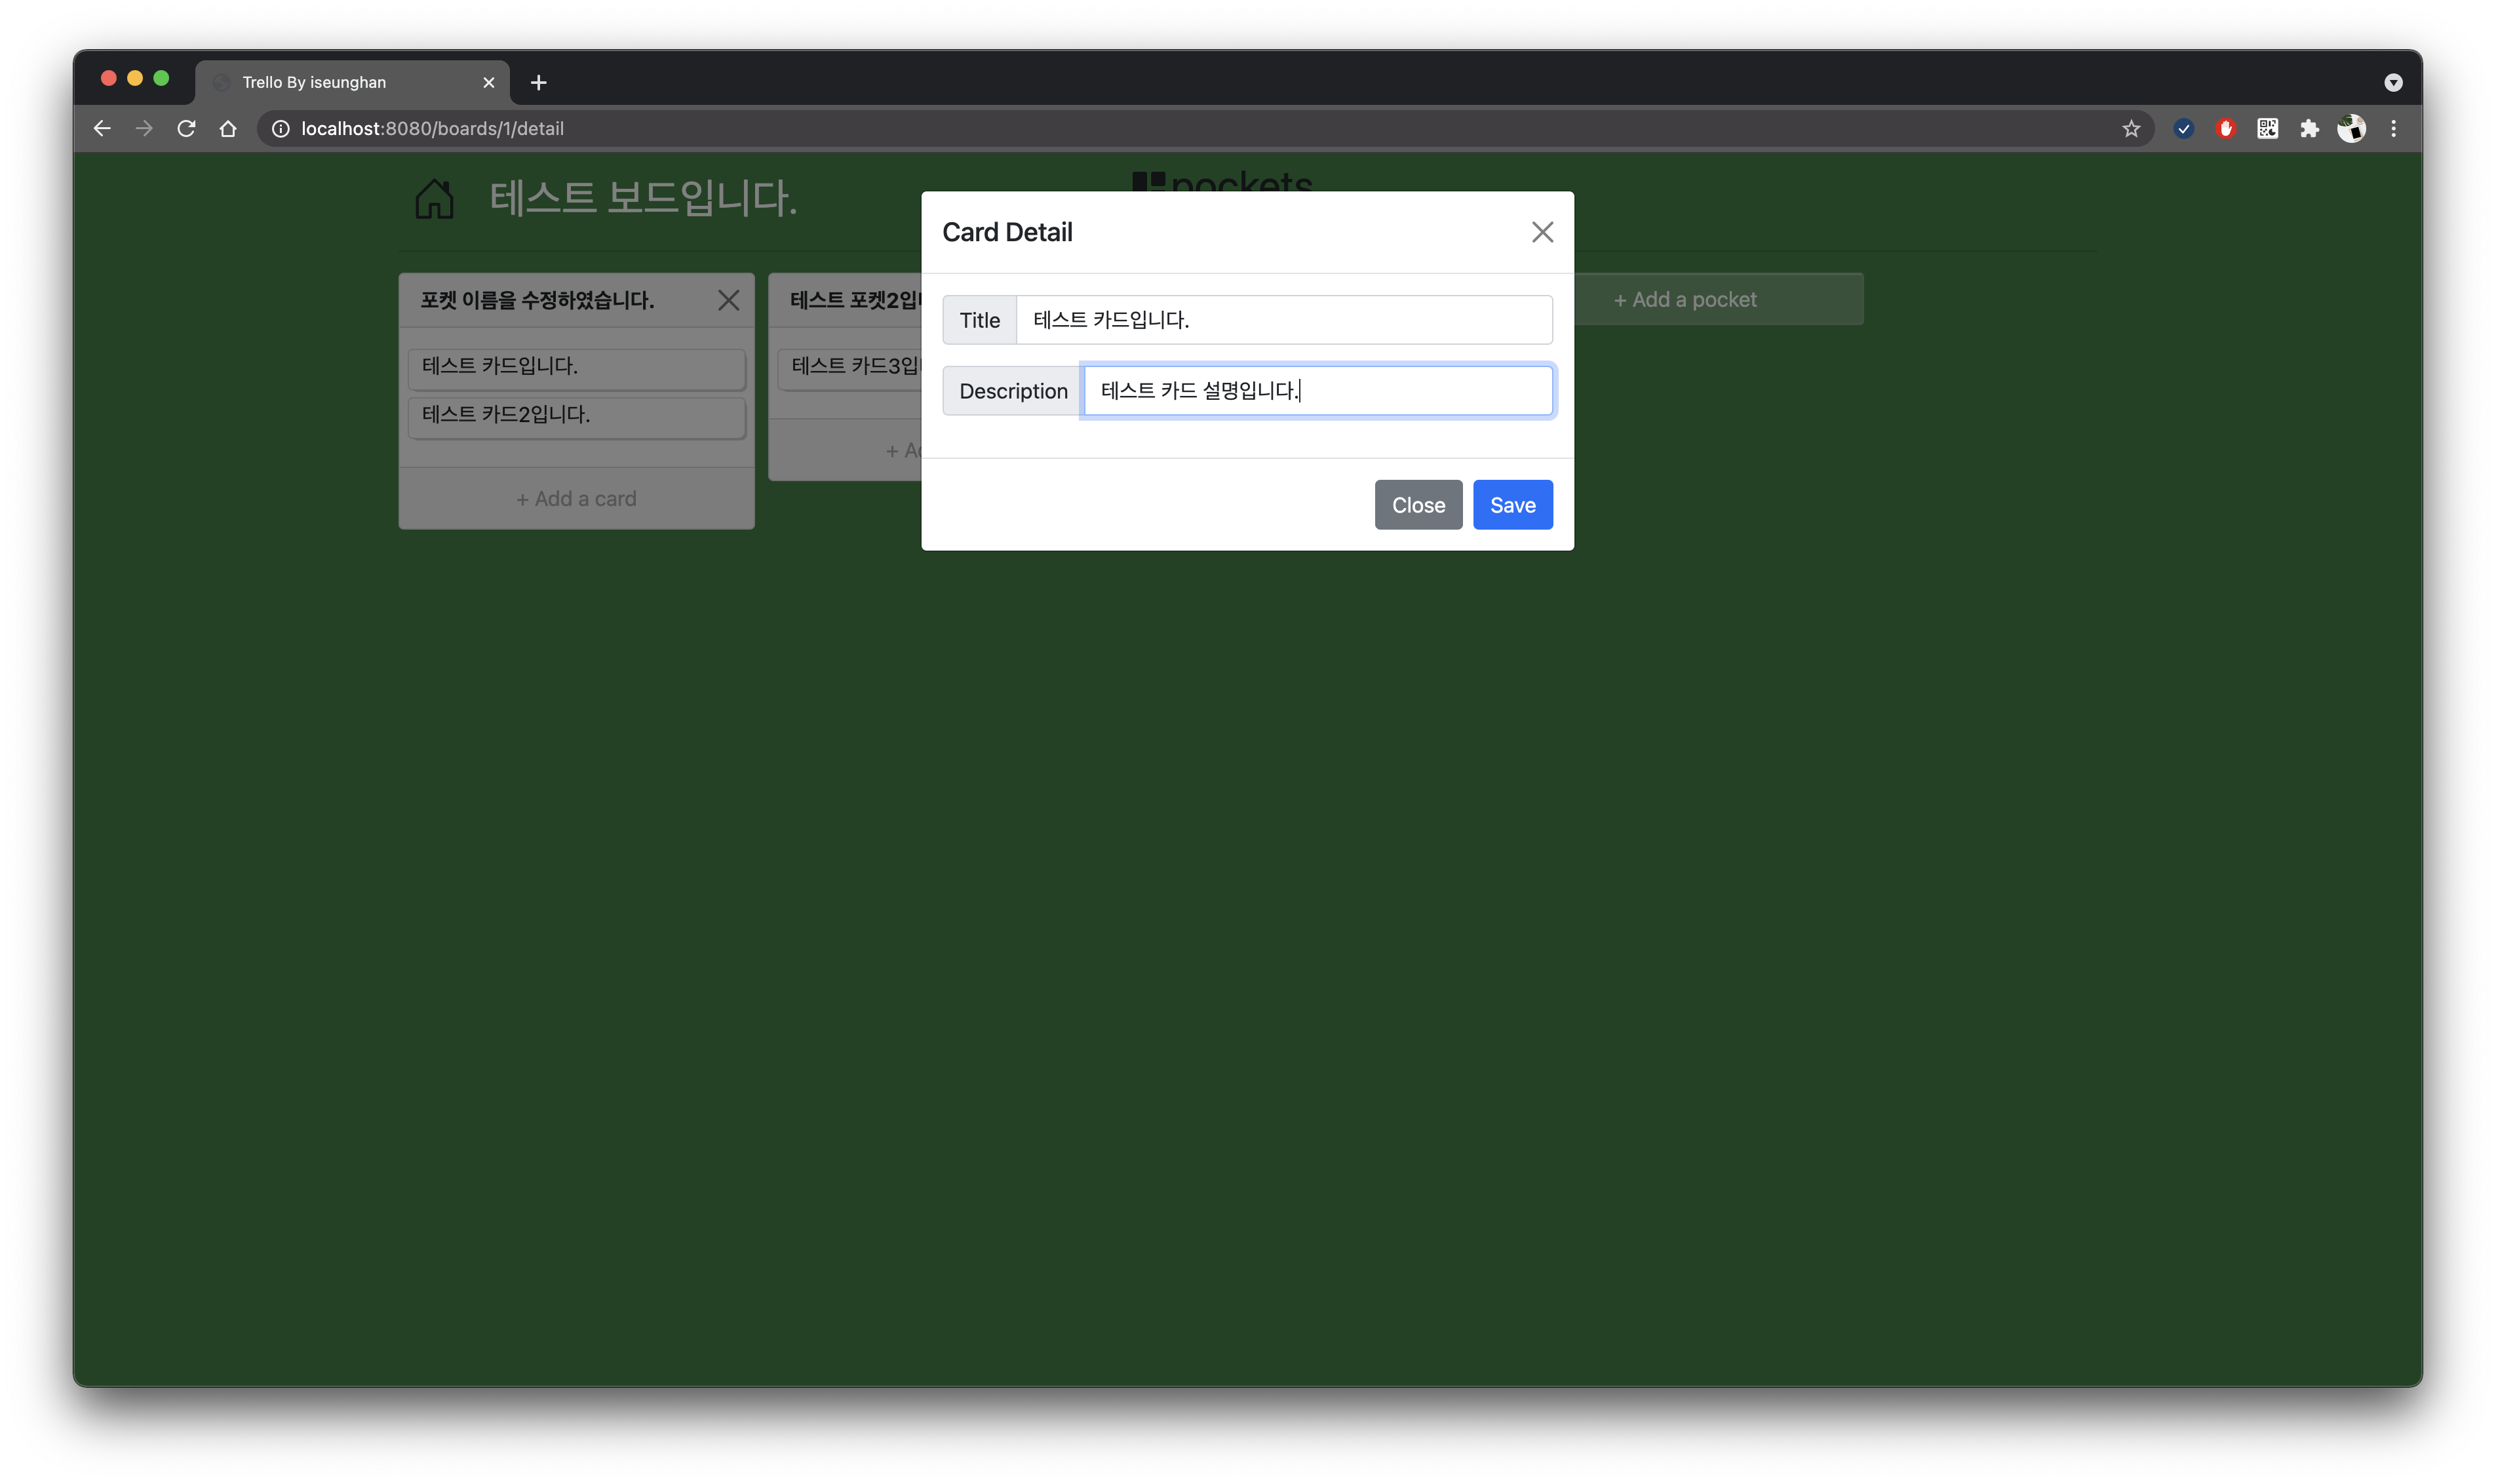 Trello By iseunghan
localhost:8080/boards/1/detail
테스트 보드입니다.
pockets
Card Detail
Title 테스트 카드입니다.
Description 테스트 카드 설명입니다.
Close Save
포켓 이름을 수정하였습니다.
테스트 카드입니다.
테스트 카드2입니다.
+ Add a card
테스트 포켓2입
테스트 카드3입
+ Add a pocket